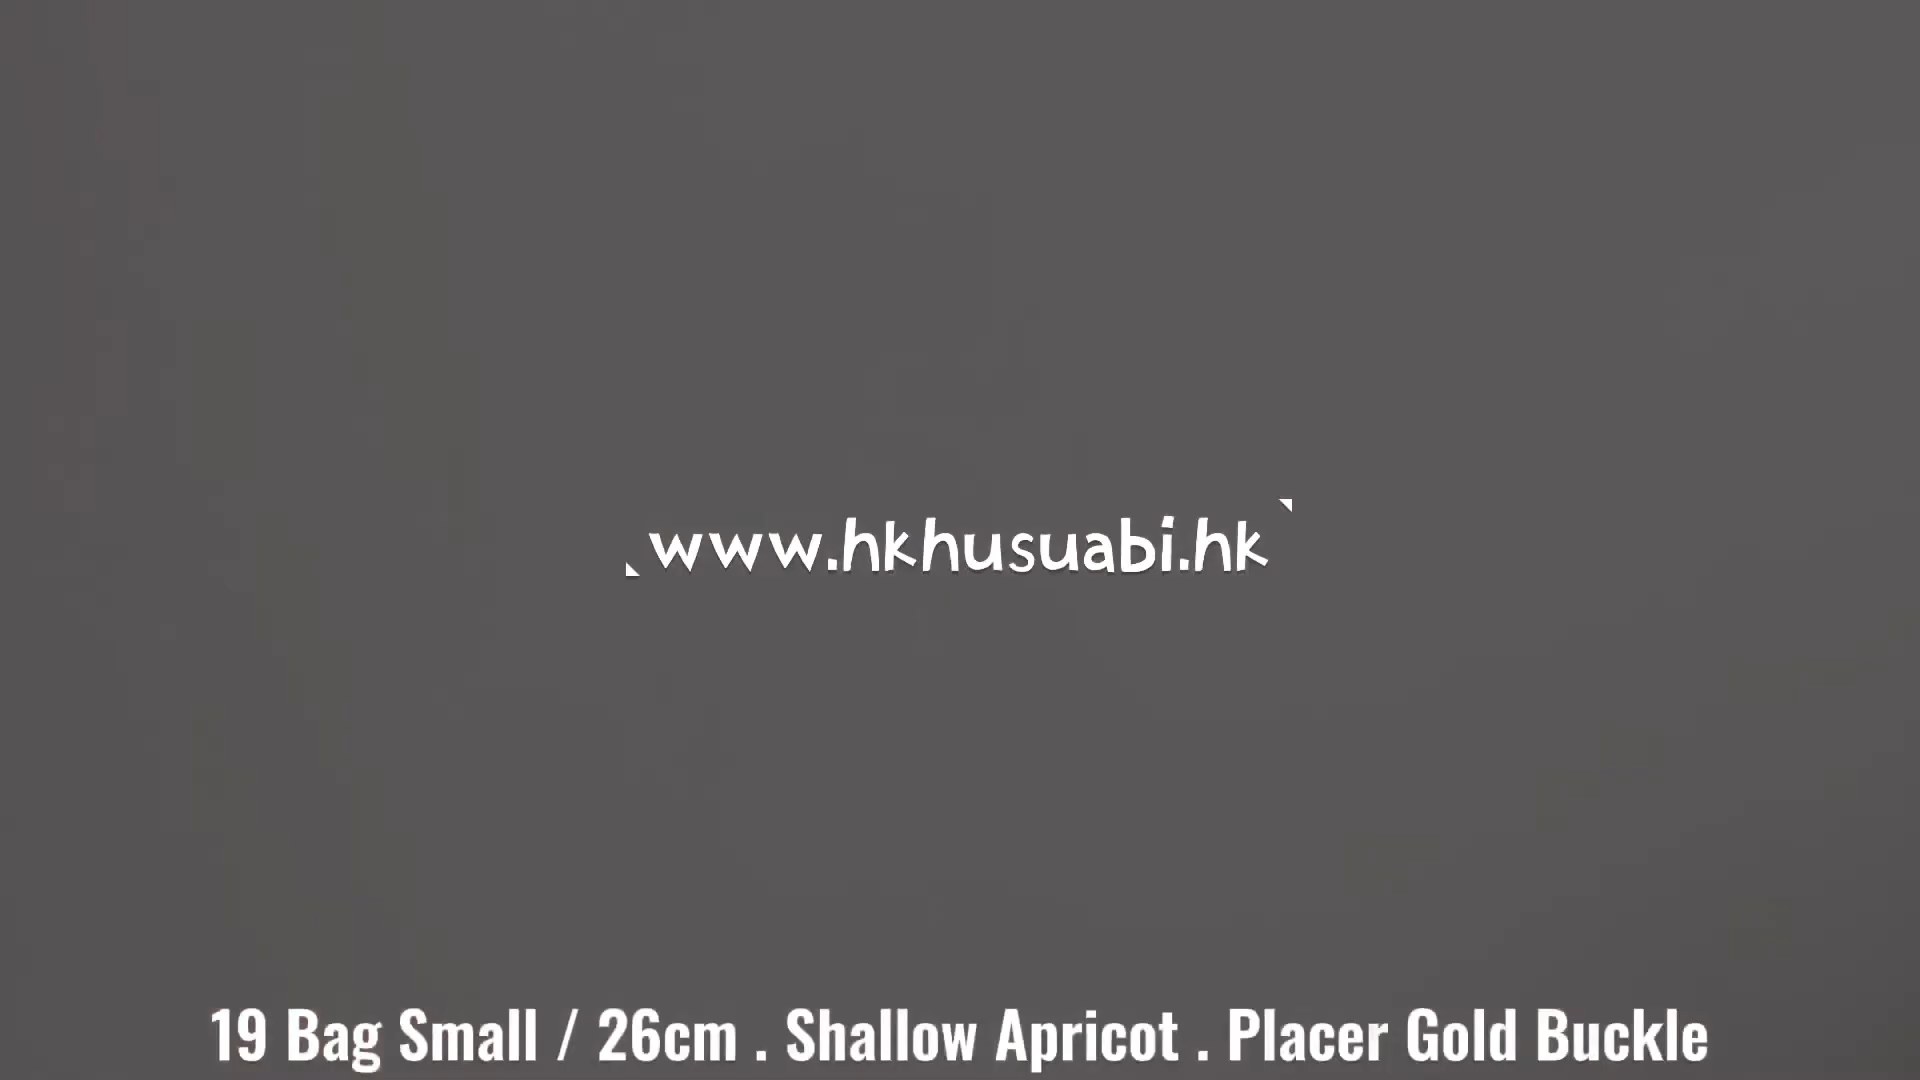 www.hkhusuabi.hk
19 Bag Small / 26cm . Shallow Apricot . Placer Gold Buckle